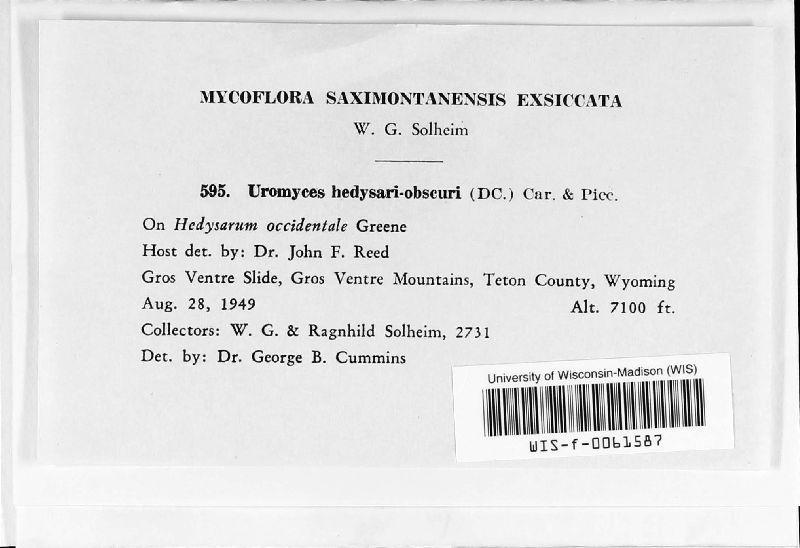 MYCOFLORA SAXIMONTANENSIS EXSICCATA
W. G. Solheim
595. Uromyces hedysari-obscuri (DC.) Car. & Picc.
On Hedysarum occidentale Greene
Host det. by: Dr. John F. Reed
Gros Ventre Slide, Gros Ventre Mountains, Teton County, Wyoming
Aug. 28, 1949 Alt. 7100 ft.
Collectors: W. G. & Ragnhild Solheim, 2731
Det. by: Dr. George B. Cummins
University of Wisconsin-Madison (WIS)
WIS-f-0061587